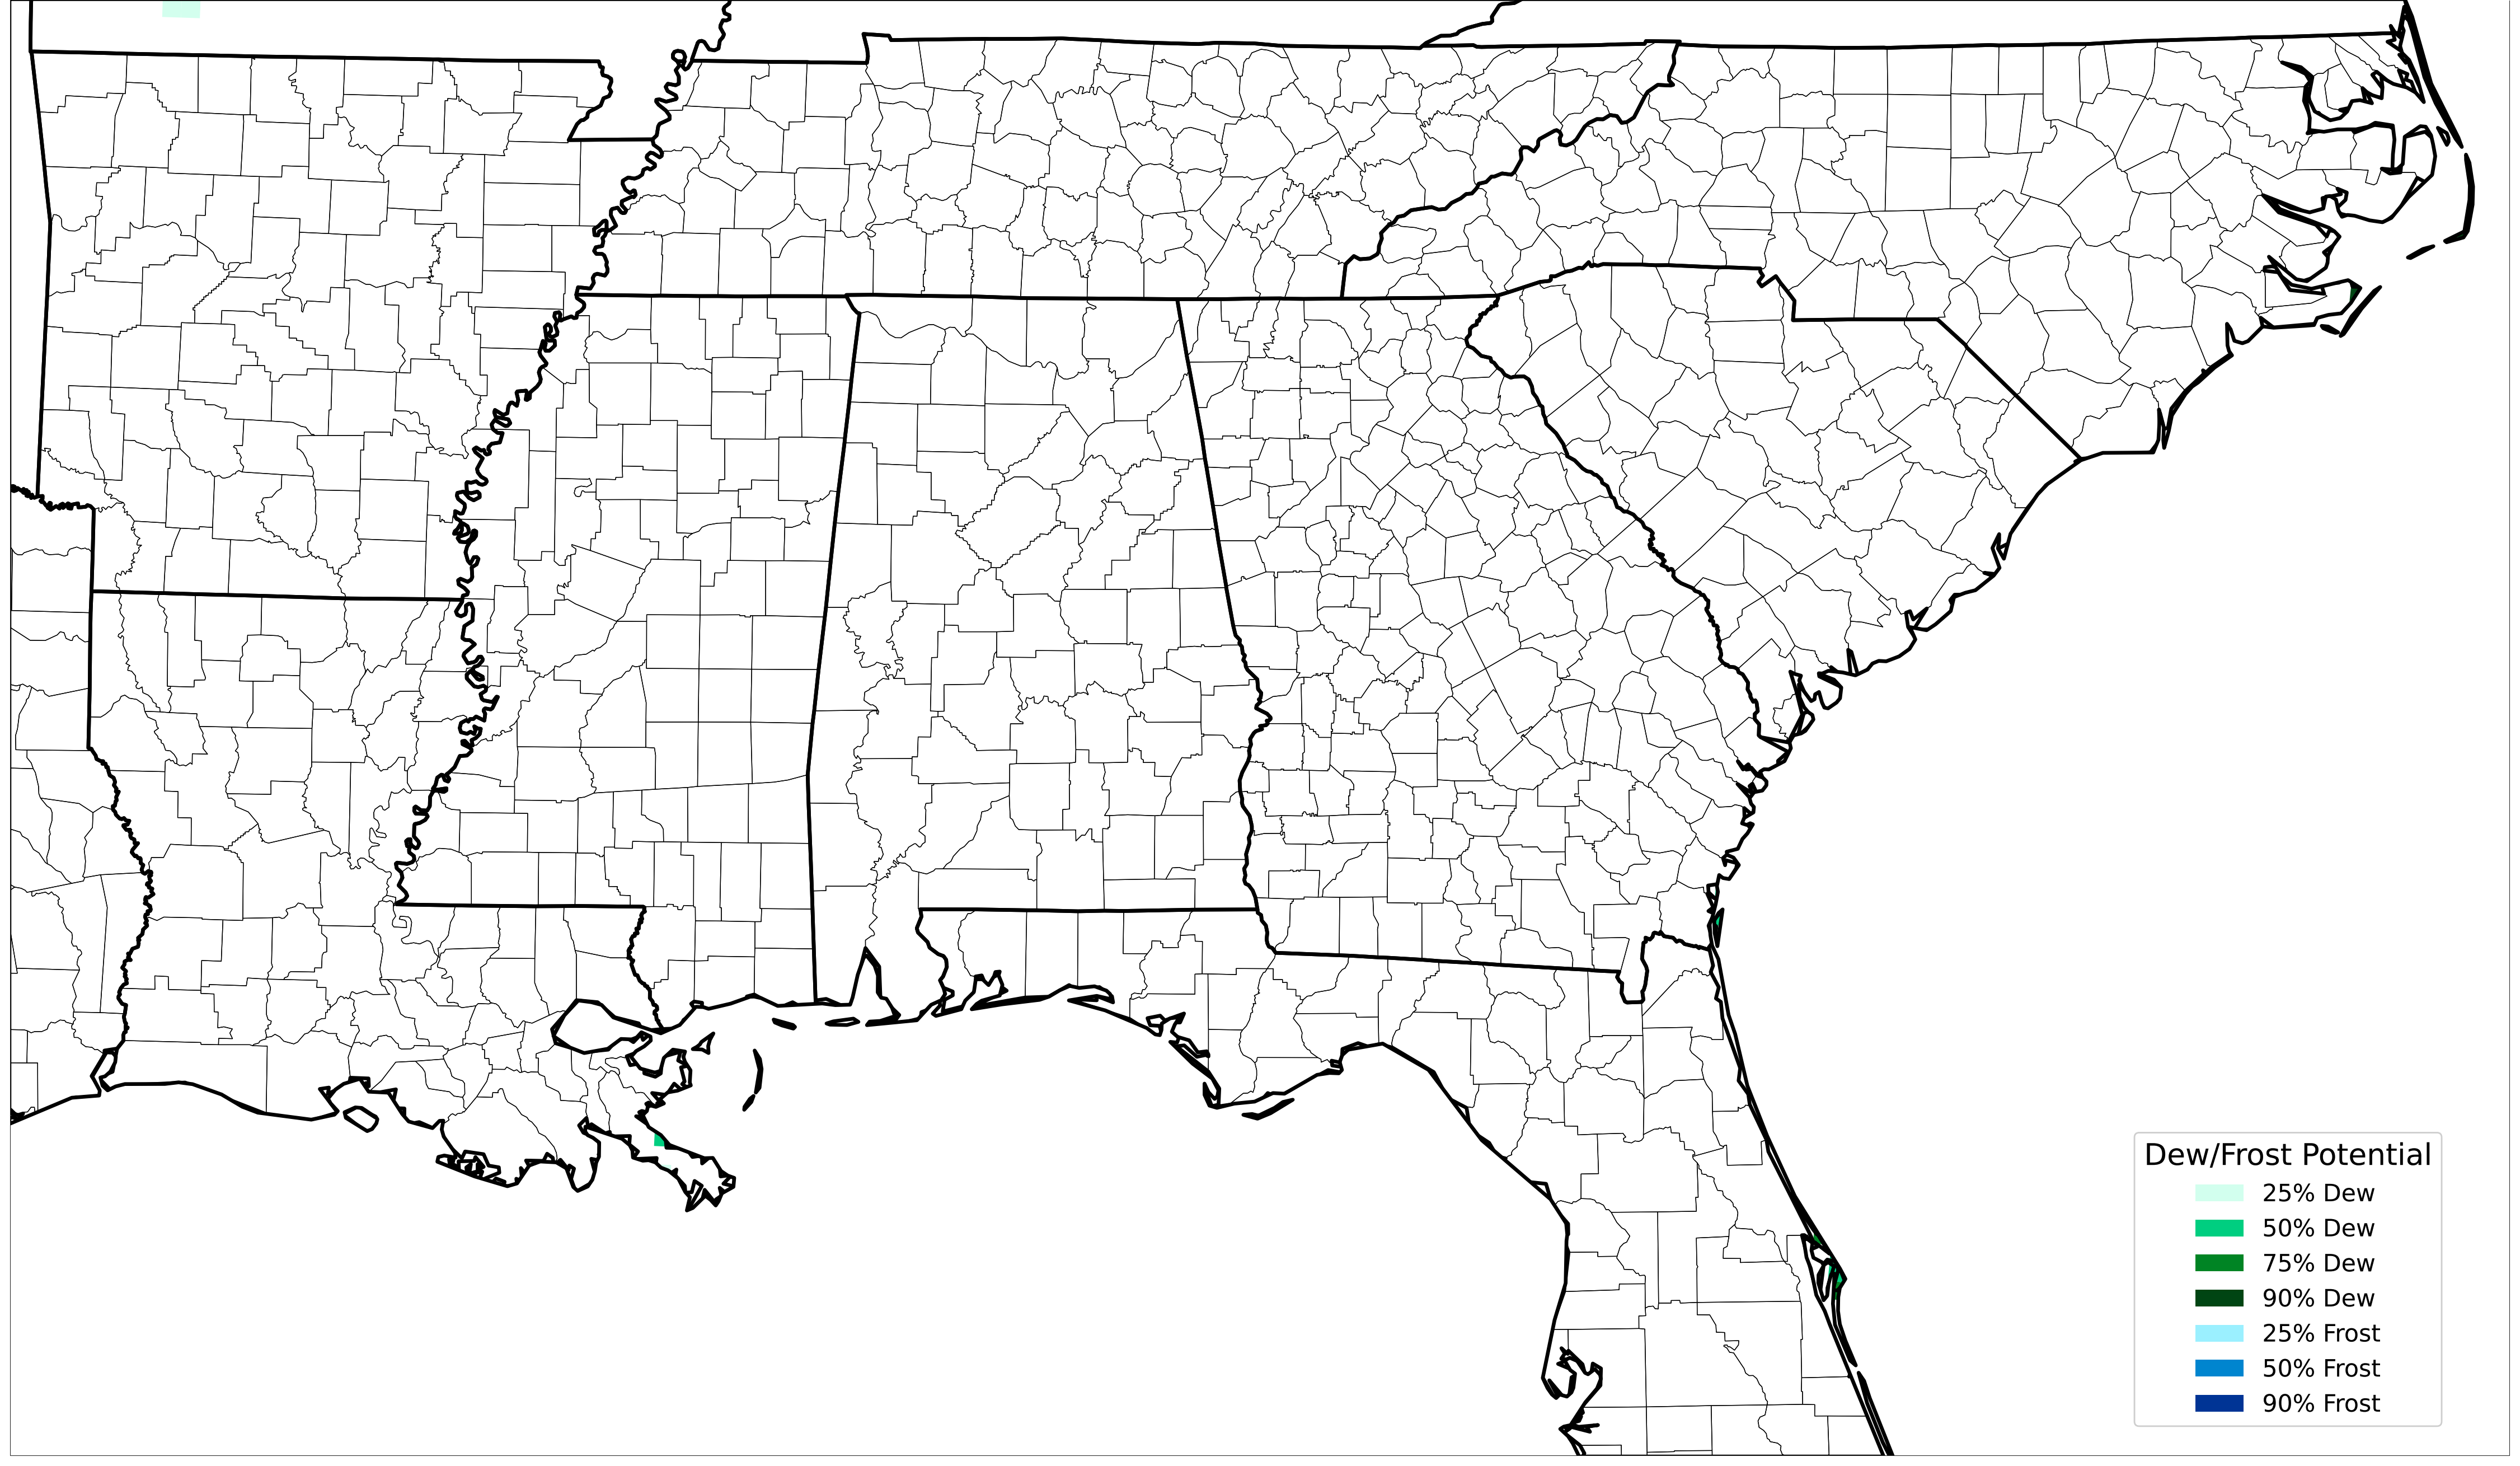 Dew/Frost Potential
25% Dew
50% Dew
75% Dew
90% Dew
25% Frost
50% Frost
90% Frost